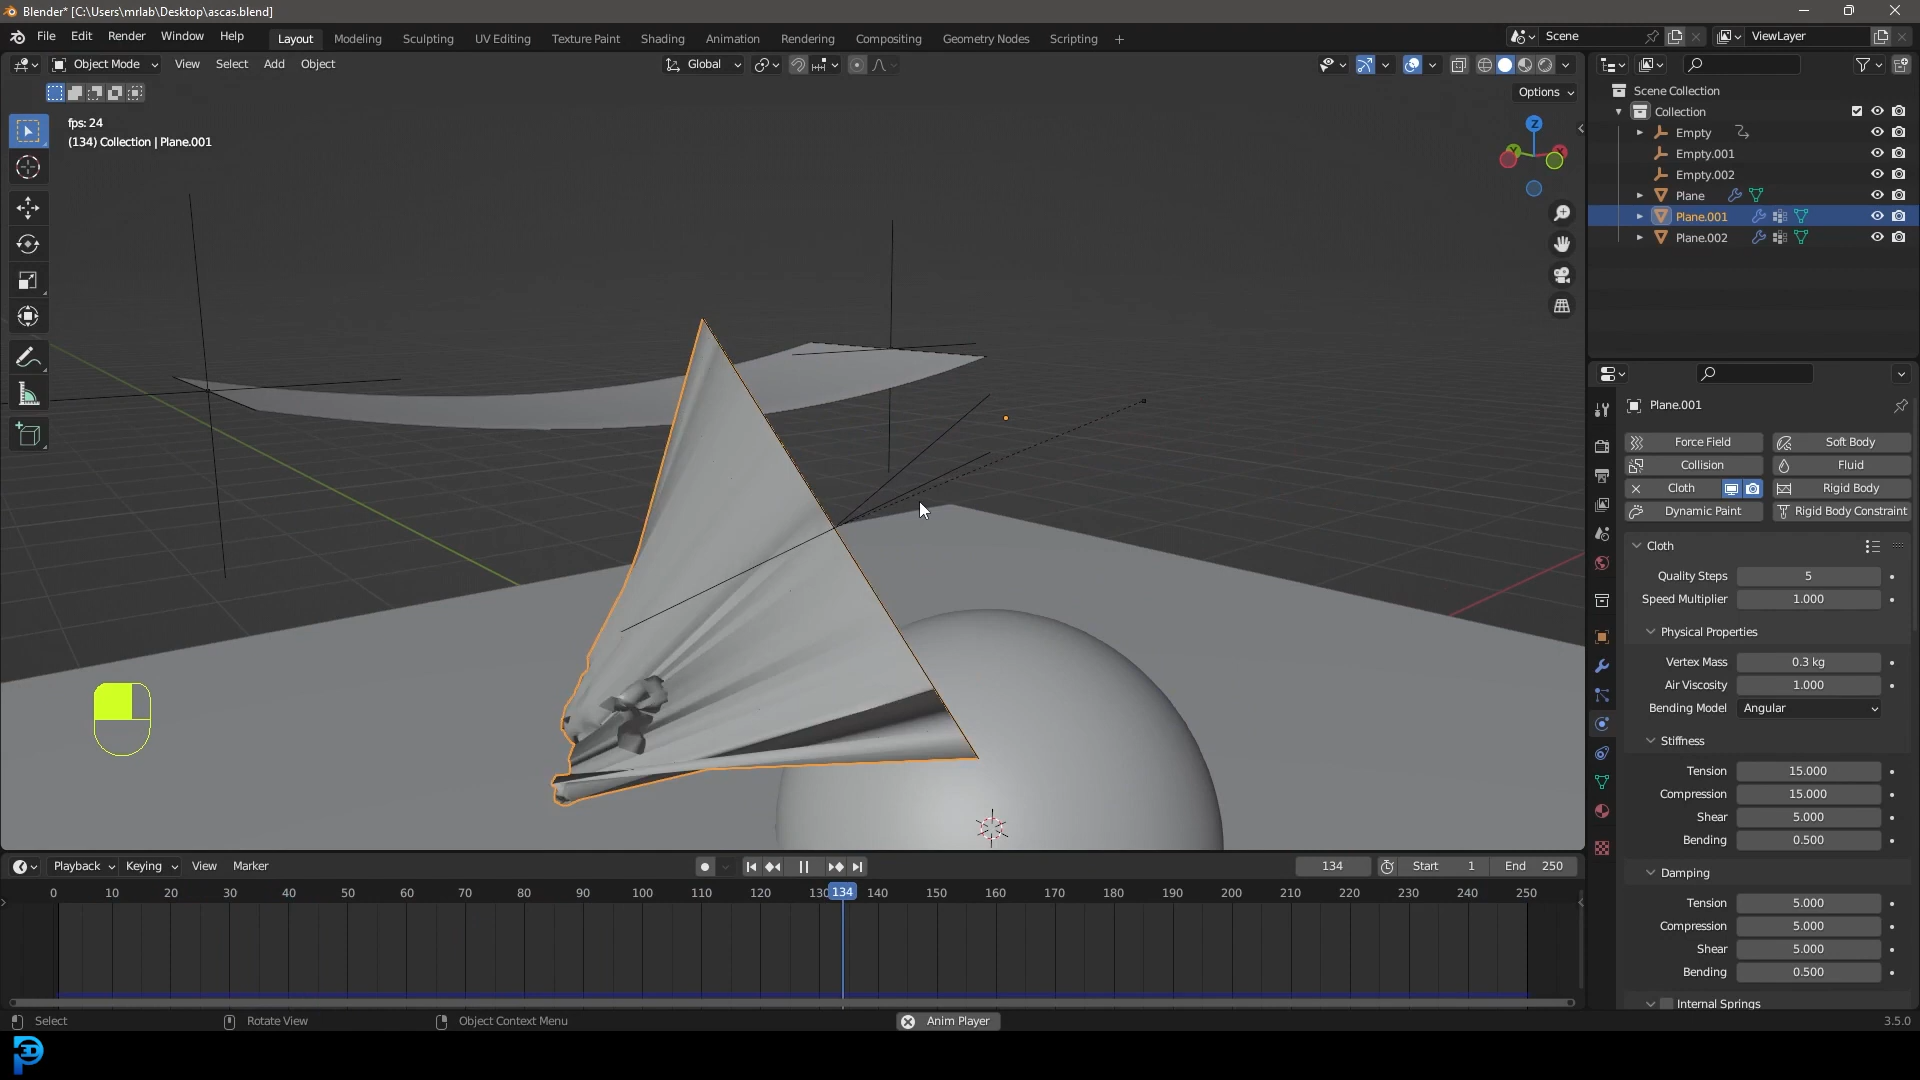 Blender* [C:\Users\mrlab\Desktop\ascas.blend]
File Edit Render Window Help Layout Modeling Sculpting UV Editing Texture Paint Shading Animation Rendering Compositing Geometry Nodes Scripting + Scene ViewLayer
Object Mode View Select Add Object Global
Options
fps: 24
(134) Collection | Plane.001
Z
Y
X
Scene Collection
Collection
Empty
Empty.001
Empty.002
Plane
Plane.001
Plane.002
Plane.001
Force Field Soft Body
Collision Fluid
Cloth Rigid Body
Dynamic Paint Rigid Body Constraint
Cloth
Quality Steps 5
Speed Multiplier 1.000
Physical Properties
Vertex Mass 0.3 kg
Air Viscosity 1.000
Bending Model Angular
Stiffness
Tension 15.000
Compression 15.000
Shear 5.000
Bending 0.500
Damping
Tension 5.000
Compression 5.000
Shear 5.000
Bending 0.500
Internal Springs
Playback Keying View Marker 134 Start 1 End 250
0 10 20 30 40 50 60 70 80 90 100 110 120 130 134 140 150 160 170 180 190 200 210 220 230 240 250
Select Rotate View Object Context Menu Anim Player 3.5.0